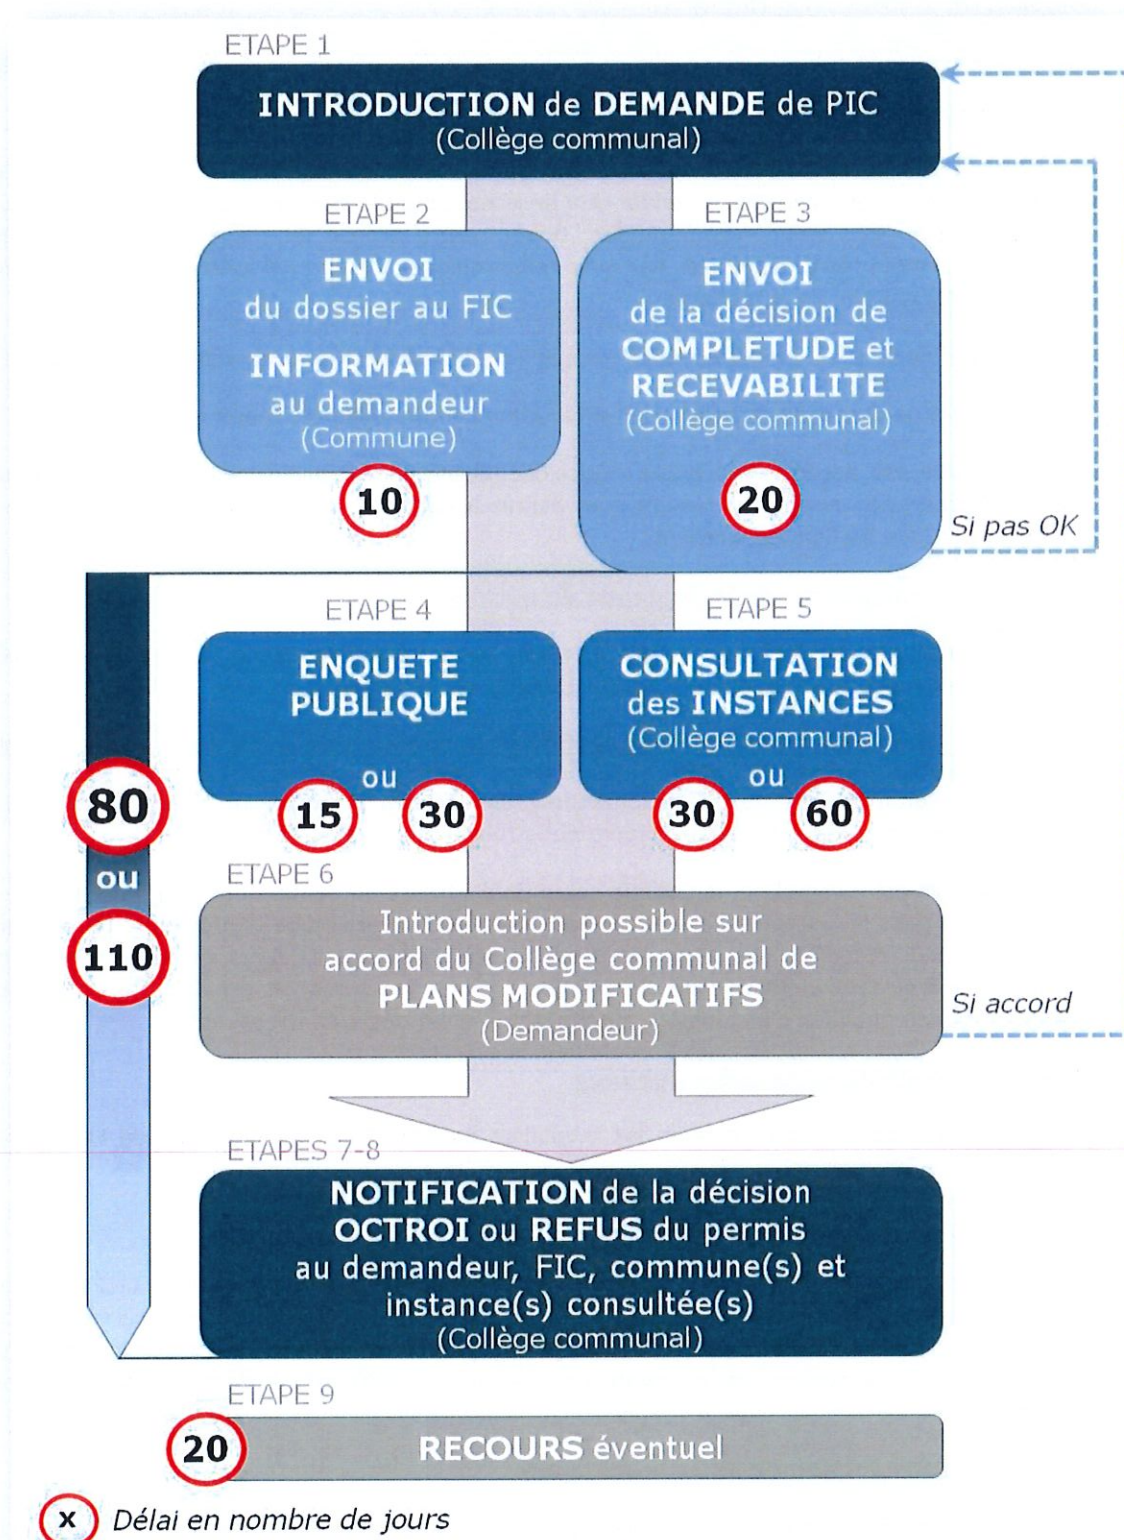 ETAPE 1
INTRODUCTION de DEMANDE de PIC
(Collège communal)
ETAPE 2
ENVOI
du dossier au FIC
INFORMATION
au demandeur
(Commune)
10
ETAPE 3
ENVOI
de la décision de
COMPLETUDE et
RECEVABILITE
(Collège communal)
20
Si pas OK
ETAPE 4
ENQUETE
PUBLIQUE
ou
15
30
ETAPE 5
CONSULTATION
des INSTANCES
(Collège communal)
ou
30
60
80
ou
110
ETAPE 6
Introduction possible sur
accord du Collège communal de
PLANS MODIFICATIFS
(Demandeur)
Si accord
ETAPES 7-8
NOTIFICATION de la décision
OCTROI ou REFUS du permis
au demandeur, FIC, commune(s) et
instance(s) consultée(s)
(Collège communal)
ETAPE 9
20
RECOURS éventuel
x Délai en nombre de jours